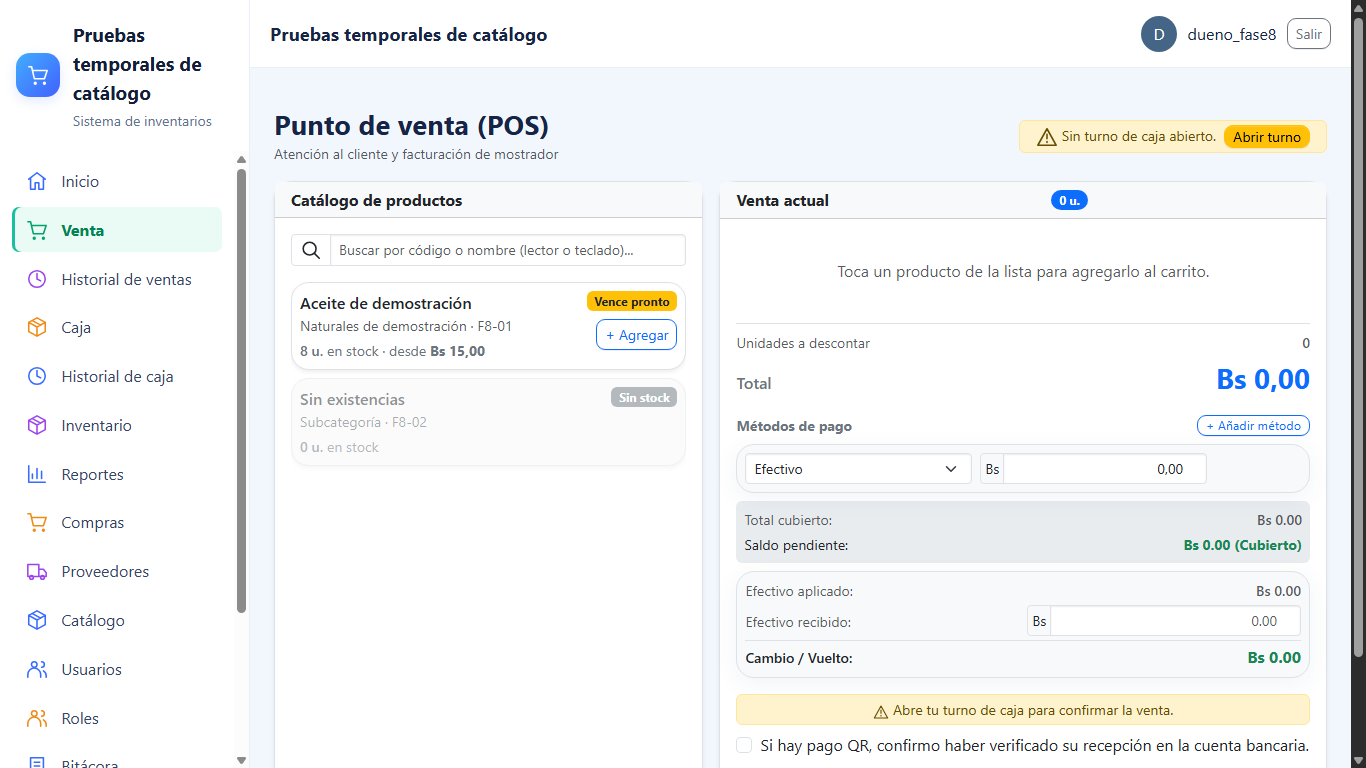 Pruebas
temporales de
catálogo
Sistema de inventarios
Inicio
Venta
Historial de ventas
Caja
Historial de caja
Inventario
Reportes
Compras
Proveedores
Catálogo
Usuarios
Roles
Bitácora
Pruebas temporales de catálogo
D
dueno_fase8
Salir
Punto de venta (POS)
Atención al cliente y facturación de mostrador
Sin turno de caja abierto.
Abrir turno
Catálogo de productos
Buscar por código o nombre (lector o teclado)...
Aceite de demostración
Vence pronto
Naturales de demostración · F8-01
+ Agregar
8 u. en stock · desde Bs 15,00
Sin existencias
Sin stock
Subcategoría · F8-02
0 u. en stock
Venta actual
0 u.
Toca un producto de la lista para agregarlo al carrito.
Unidades a descontar 0
Total Bs 0,00
Métodos de pago
+ Añadir método
Efectivo
Bs 0,00
Total cubierto: Bs 0.00
Saldo pendiente: Bs 0.00 (Cubierto)
Efectivo aplicado: Bs 0.00
Efectivo recibido: Bs 0.00
Cambio / Vuelto: Bs 0.00
Abre tu turno de caja para confirmar la venta.
Si hay pago QR, confirmo haber verificado su recepción en la cuenta bancaria.